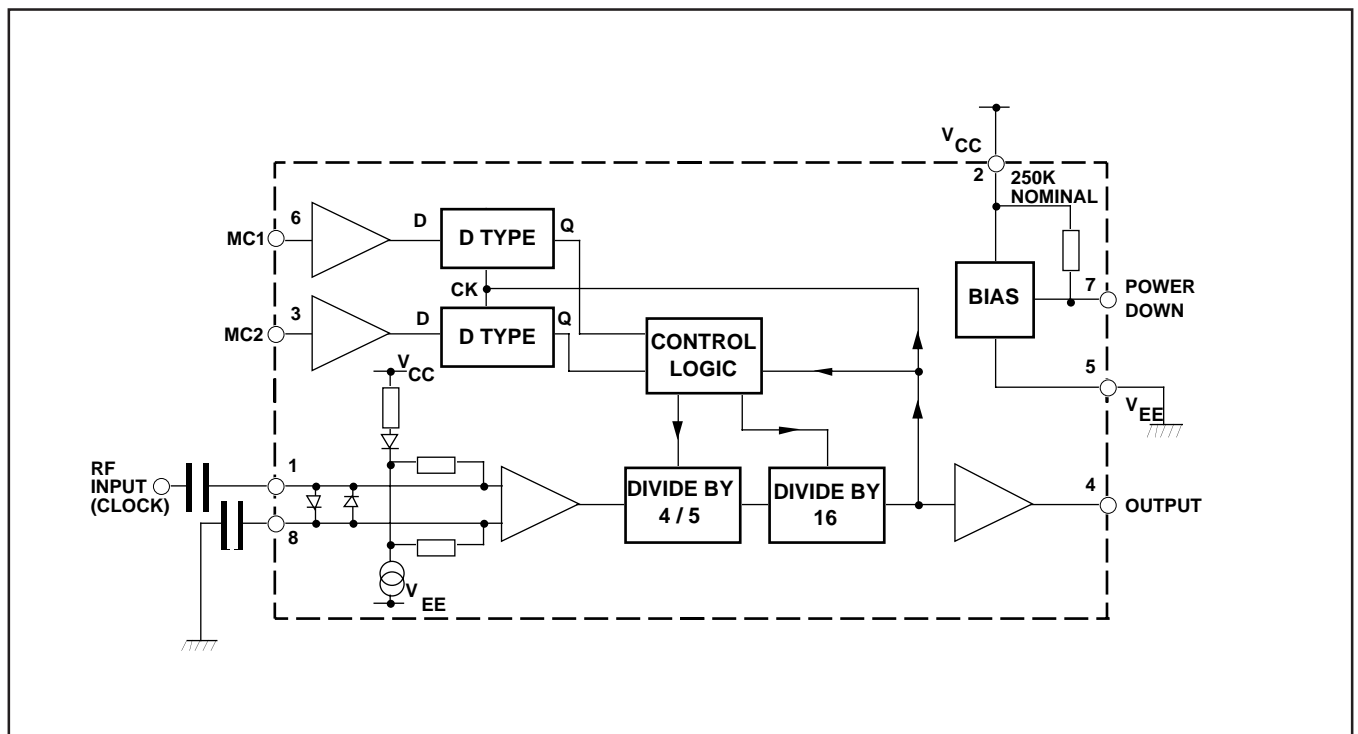 V
CC
2
250K
NOMINAL
6
D
D TYPE
Q
MC1
CK
BIAS
7
POWER
DOWN
3
D
D TYPE
Q
MC2
CONTROL
LOGIC
V
CC
5
V
EE
RF
INPUT
(CLOCK)
1
8
DIVIDE BY
4 / 5
DIVIDE BY
16
4
OUTPUT
V
EE